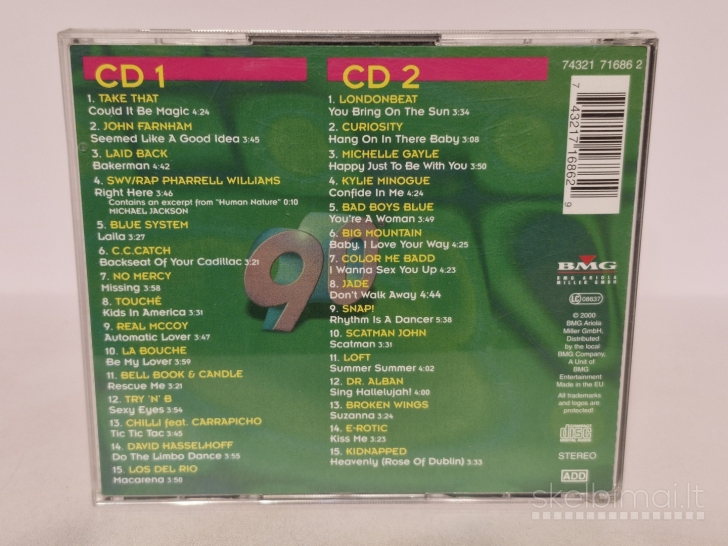 CD 1
1. TAKE THAT
Could It Be Magic 4:24
2. JOHN FARNHAM
Seemed Like A Good Idea 3:45
3. LAID BACK
Bakerman 4:42
4. SWV/RAP PHARRELL WILLIAMS
Right Here 3:46
Contains an excerpt from "Human Nature" 0:10
MICHAEL JACKSON
5. BLUE SYSTEM
Laila 3:27
6. C.C.CATCH
Backseat Of Your Cadillac 3:21
7. NO MERCY
Missing 3:58
8. TOUCHÉ
Kids In America 3:31
9. REAL MCCOY
Automatic Lover 3:47
10. LA BOUCHE
Be My Lover 3:59
11. BELL BOOK & CANDLE
Rescue Me 3:21
12. TRY 'N' B
Sexy Eyes 3:54
13. CHILLI feat. CARRAPICHO
Tic Tic Tac 3:45
14. DAVID HASSELHOFF
Do The Limbo Dance 3:55
15. LOS DEL RIO
Macarena 3:50
CD 2
1. LONDONBEAT
You Bring On The Sun 3:34
2. CURIOSITY
Hang On In There Baby 3:08
3. MICHELLE GAYLE
Happy Just To Be With You 3:50
4. KYLIE MINOGUE
Confide In Me 4:24
5. BAD BOYS BLUE
You're A Woman 3:49
6. BIG MOUNTAIN
Baby, I Love Your Way 4:25
7. COLOR ME BADD
I Wanna Sex You Up 4:23
8. JADE
Don't Walk Away 4:44
9. SNAP!
Rhythm Is A Dancer 5:38
10. SCATMAN JOHN
Scatman 3:31
11. LOFT
Summer Summer 4:02
12. DR. ALBAN
Sing Hallelujah! 4:00
13. BROKEN WINGS
Suzanna 3:24
14. E-ROTIC
Kiss Me 3:23
15. KIDNAPPED
Heavenly (Rose Of Dublin) 3:33
74321 71686 2
7 43217 16862 9
BMG
BMG ARIOLA
MILLER GMBH
LC 08637
© 2000
BMG Ariola
Miller GmbH,
Distributed
by the local
BMG Company,
A Unit of
BMG
Entertainment
Made in the EU
All trademarks
and logos are
protected!
COMPACT
disc
DIGITAL AUDIO
STEREO
ADD
90
skelbimai.lt